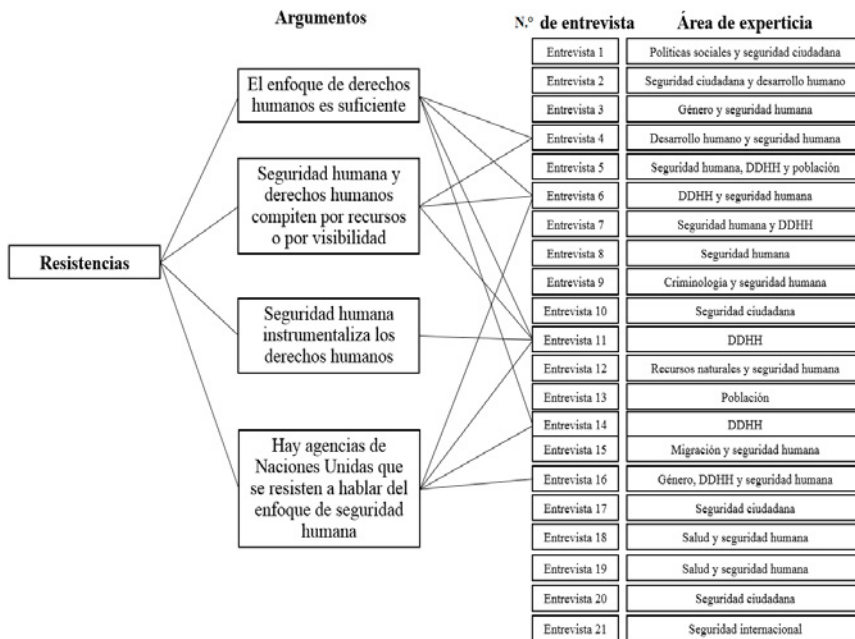 Argumentos
N.° de entrevista
Área de experticia
Resistencias
El enfoque de derechos
humanos es suficiente
Seguridad humana y
derechos humanos
compiten por recursos
o por visibilidad
Seguridad humana
instrumentaliza los
derechos humanos
Hay agencias de
Naciones Unidas que
se resisten a hablar del
enfoque de seguridad
humana
Entrevista 1 Políticas sociales y seguridad ciudadana
Entrevista 2 Seguridad ciudadana y desarrollo humano
Entrevista 3 Género y seguridad humana
Entrevista 4 Desarrollo humano y seguridad humana
Entrevista 5 Seguridad humana, DDHH y población
Entrevista 6 DDHH y seguridad humana
Entrevista 7 Seguridad humana y DDHH
Entrevista 8 Seguridad humana
Entrevista 9 Criminología y seguridad humana
Entrevista 10 Seguridad ciudadana
Entrevista 11 DDHH
Entrevista 12 Recursos naturales y seguridad humana
Entrevista 13 Población
Entrevista 14 DDHH
Entrevista 15 Migración y seguridad humana
Entrevista 16 Género, DDHH y seguridad humana
Entrevista 17 Seguridad ciudadana
Entrevista 18 Salud y seguridad humana
Entrevista 19 Salud y seguridad humana
Entrevista 20 Seguridad ciudadana
Entrevista 21 Seguridad internacional